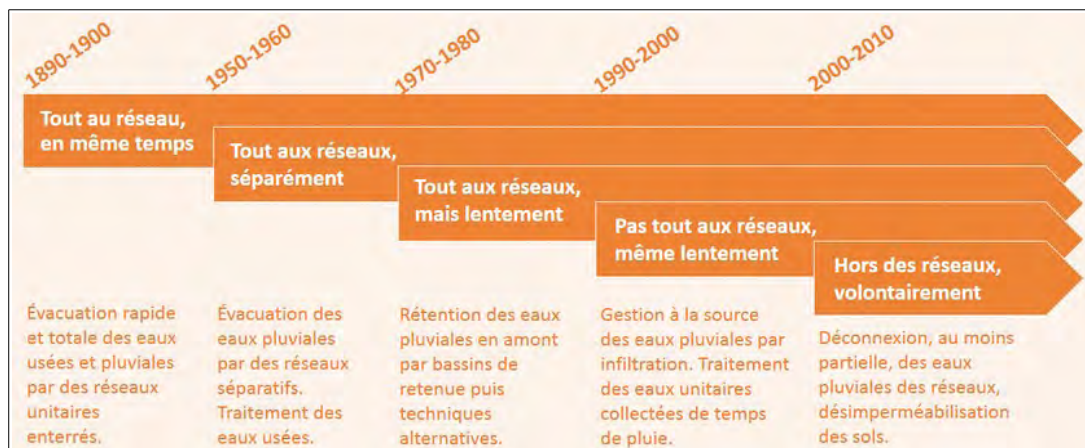 1890-1900
1950-1960
1970-1980
1990-2000
2000-2010
Tout au réseau,
en même temps
Tout aux réseaux,
séparément
Tout aux réseaux,
mais lentement
Pas tout aux réseaux,
même lentement
Hors des réseaux,
volontairement
Évacuation rapide
et totale des eaux
usées et pluviales
par des réseaux
unitaires
enterrés.
Évacuation des
eaux pluviales
par des réseaux
séparatifs.
Traitement des
eaux usées.
Rétention des eaux
pluviales en amont
par bassins de
retenue puis
techniques
alternatives.
Gestion à la source
des eaux pluviales par
infiltration. Traitement
des eaux unitaires
collectées de temps
de pluie.
Déconnexion, au moins
partielle, des eaux
pluviales des réseaux,
désimperméabilisation
des sols.